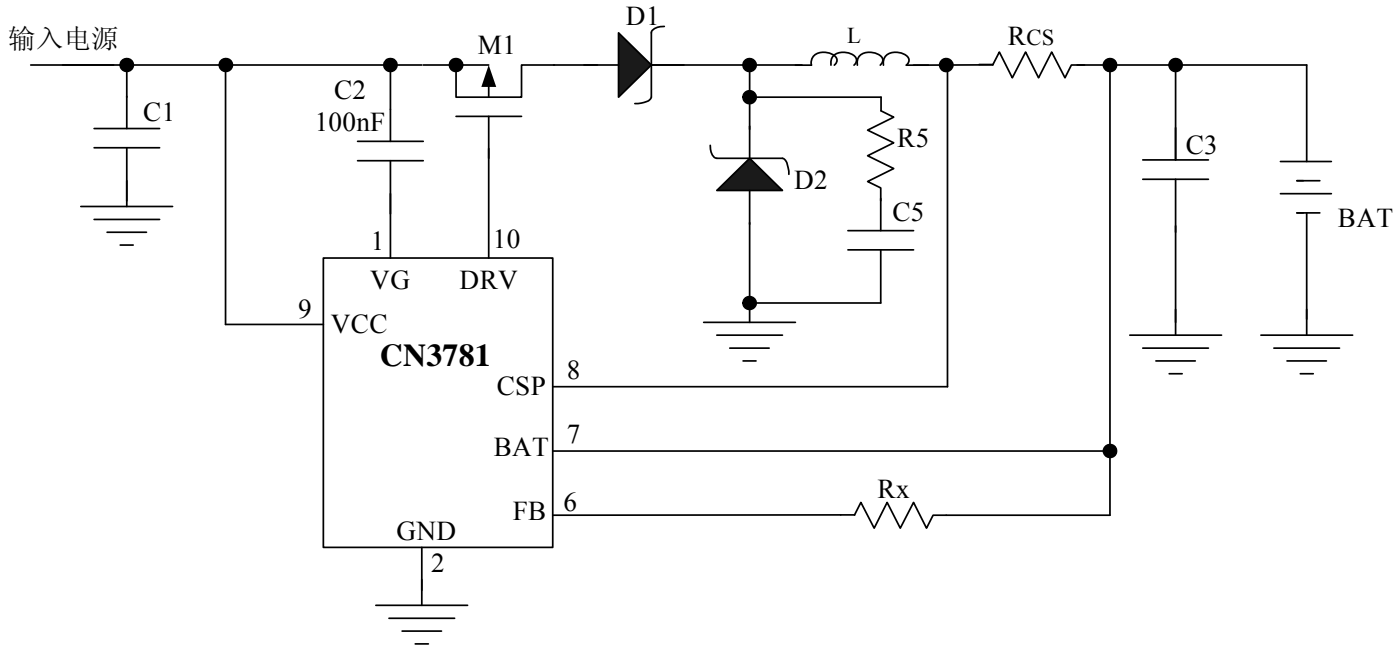 输入电源
D1
M1
L
RCS
C1
C2
100nF
R5
D2
C5
C3
BAT
1
10
VG
DRV
9
VCC
CN3781
CSP
8
BAT
7
FB
6
Rx
GND
2